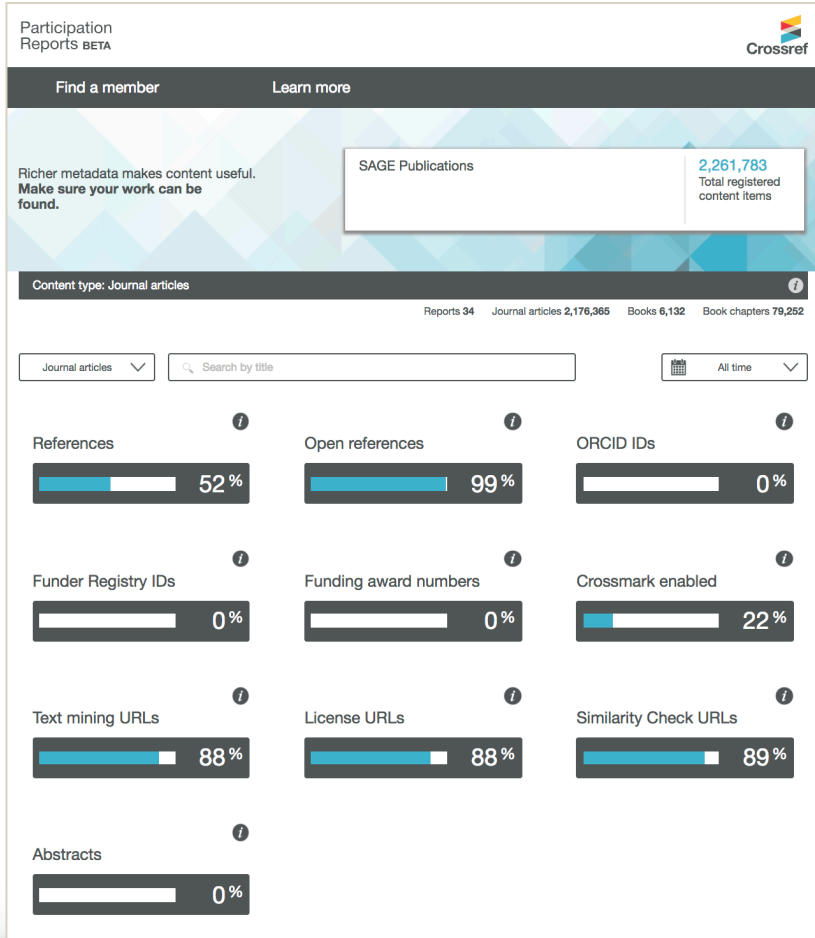 Participation
Reports BETA
Crossref
Find a member
Learn more
Richer metadata makes content useful.
Make sure your work can be
found.
SAGE Publications
2,261,783
Total registered
content items
Content type: Journal articles
i
Reports 34 Journal articles 2,176,365 Books 6,132 Book chapters 79,252
Journal articles
Search by title
All time
i
References
52 %
i
Open references
99 %
i
ORCID IDs
0 %
i
Funder Registry IDs
0 %
i
Funding award numbers
0 %
i
Crossmark enabled
22 %
i
Text mining URLs
88 %
i
License URLs
88 %
i
Similarity Check URLs
89 %
i
Abstracts
0 %